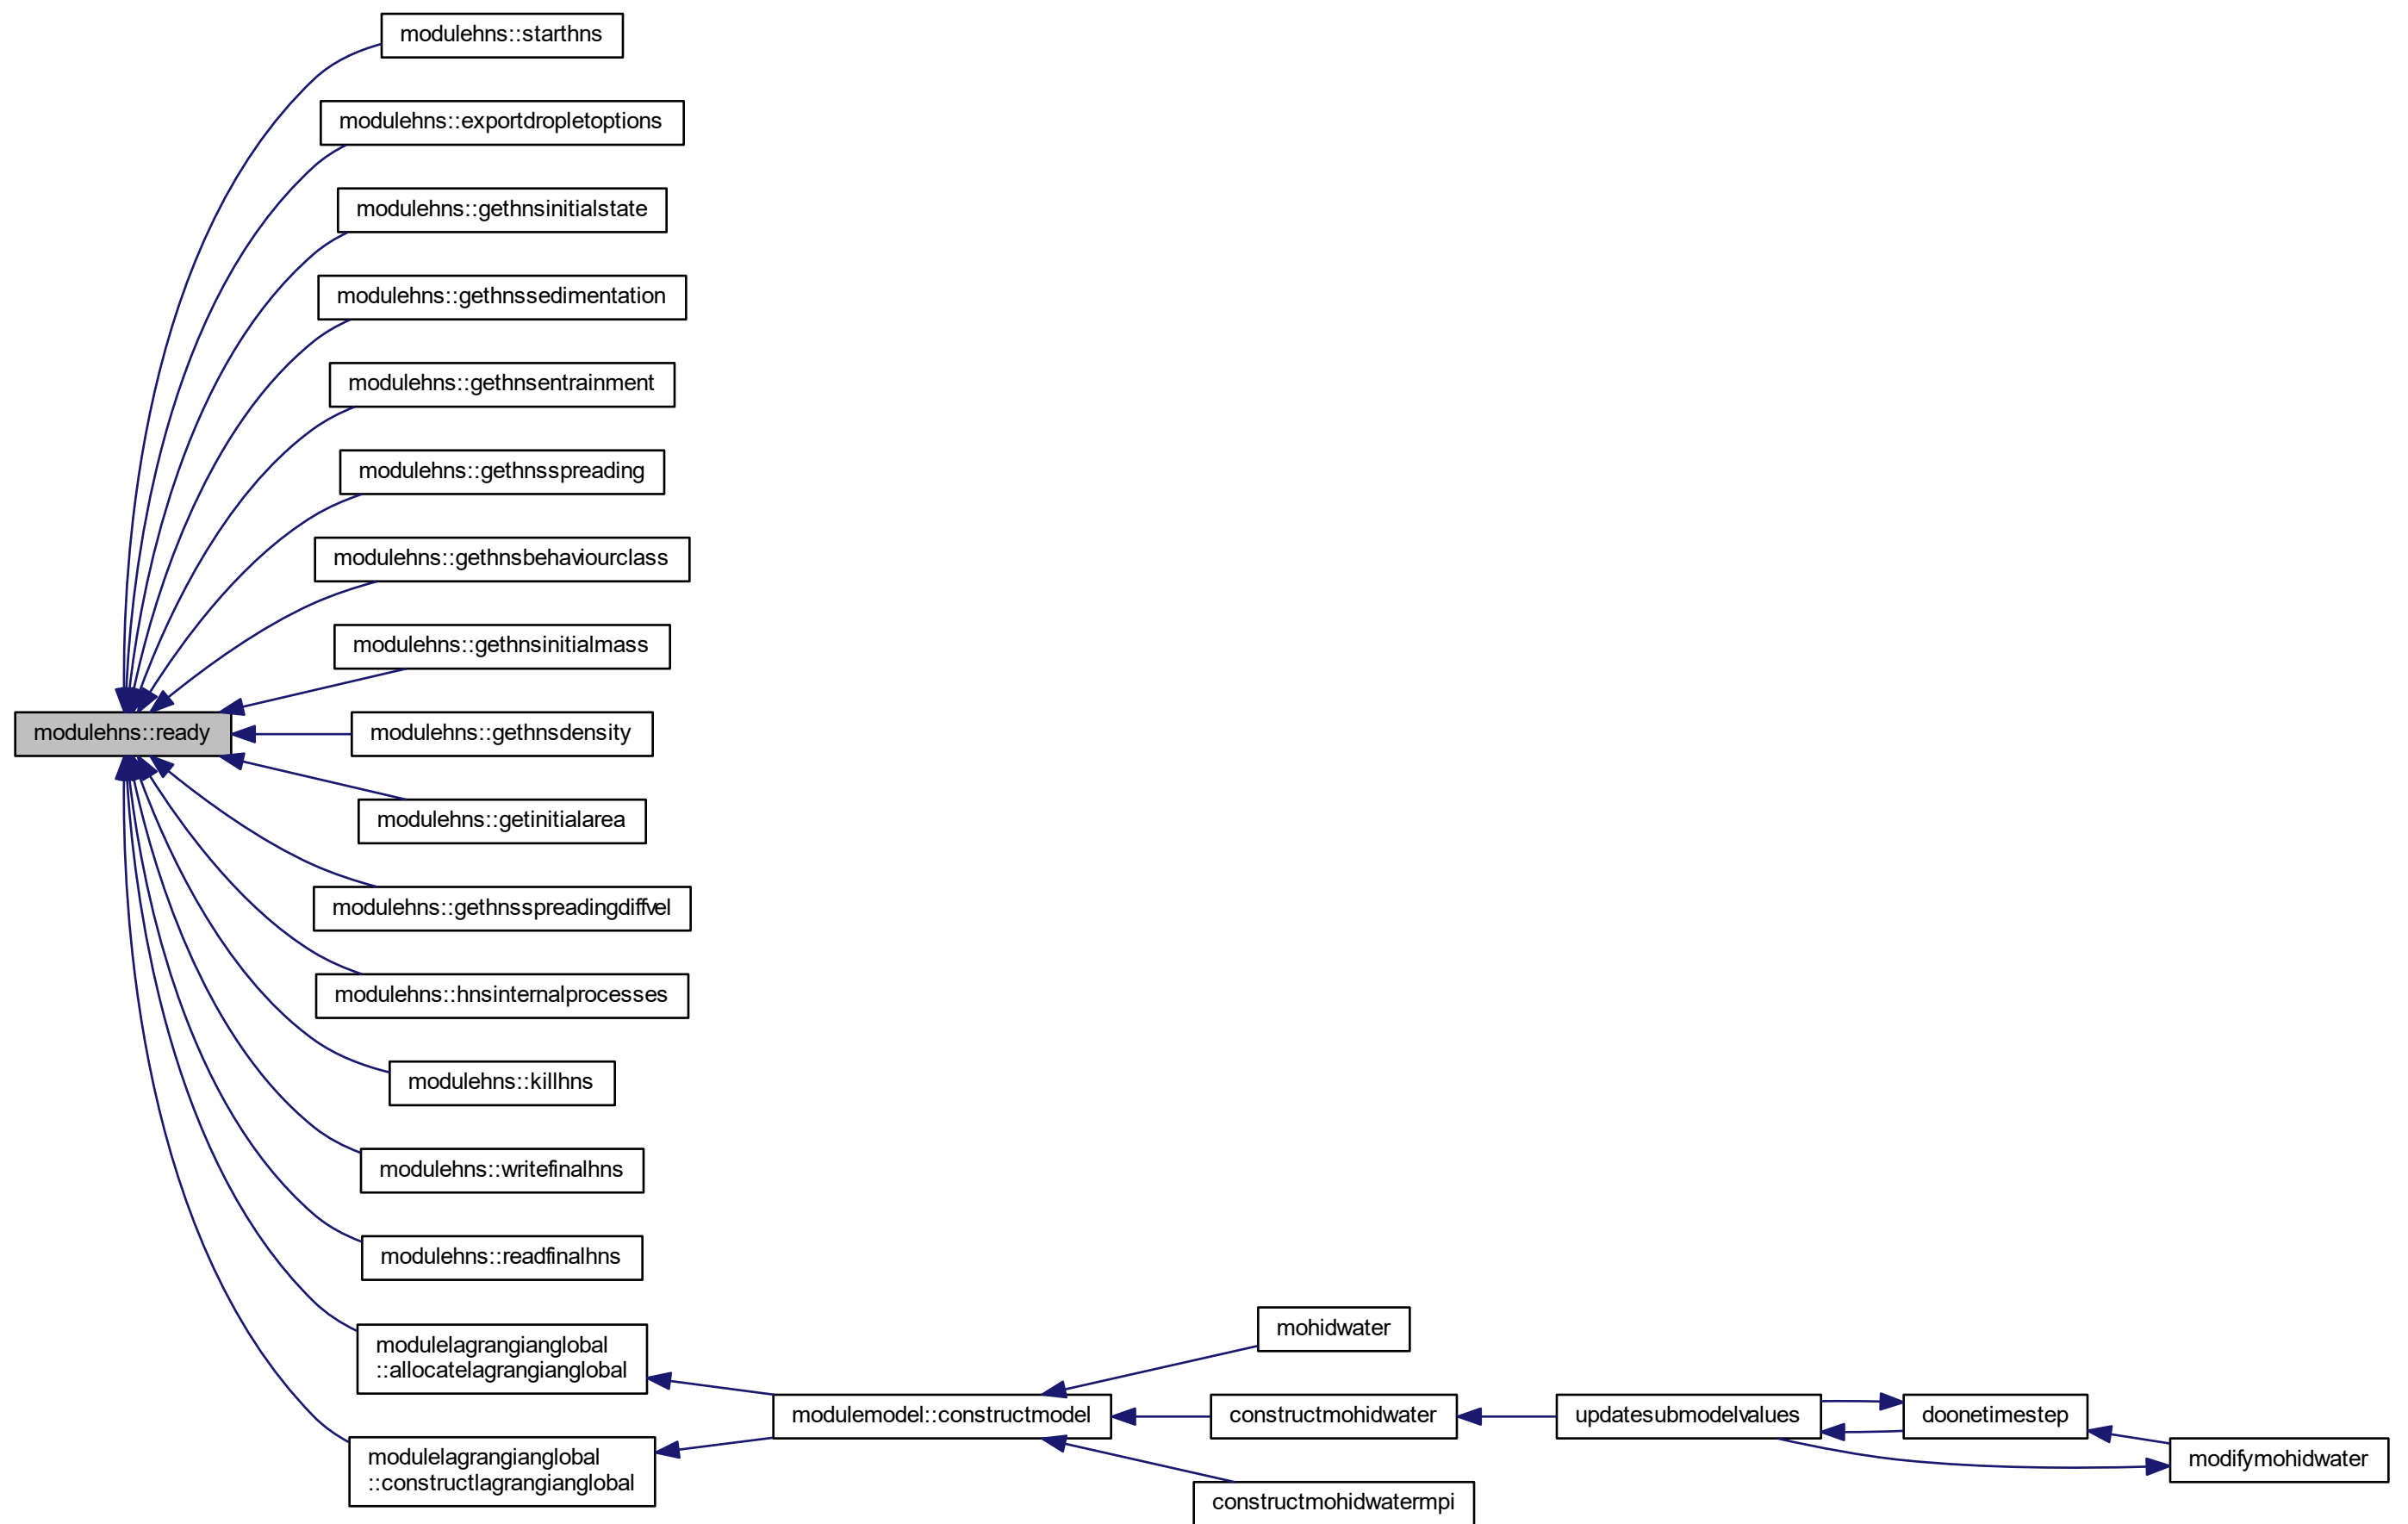 modulehns::starthns
modulehns::exportdropletoptions
modulehns::gethnsinitialstate
modulehns::gethnssedimentation
modulehns::gethnsentrainment
modulehns::gethnsspreading
modulehns::gethnsbehaviourclass
modulehns::gethnsinitialmass
modulehns::ready
modulehns::gethnsdensity
modulehns::getinitialarea
modulehns::gethnsspreadingdiffvel
modulehns::hnsinternalprocesses
modulehns::killhns
modulehns::writefinalhns
modulehns::readfinalhns
modulelagrangianglobal
::allocatelagrangianglobal
modulelagrangianglobal
::constructlagrangianglobal
modulemodel::constructmodel
mohidwater
constructmohidwater
constructmohidwatermpi
updatesubmodelvalues
doonetimestep
modifymohidwater